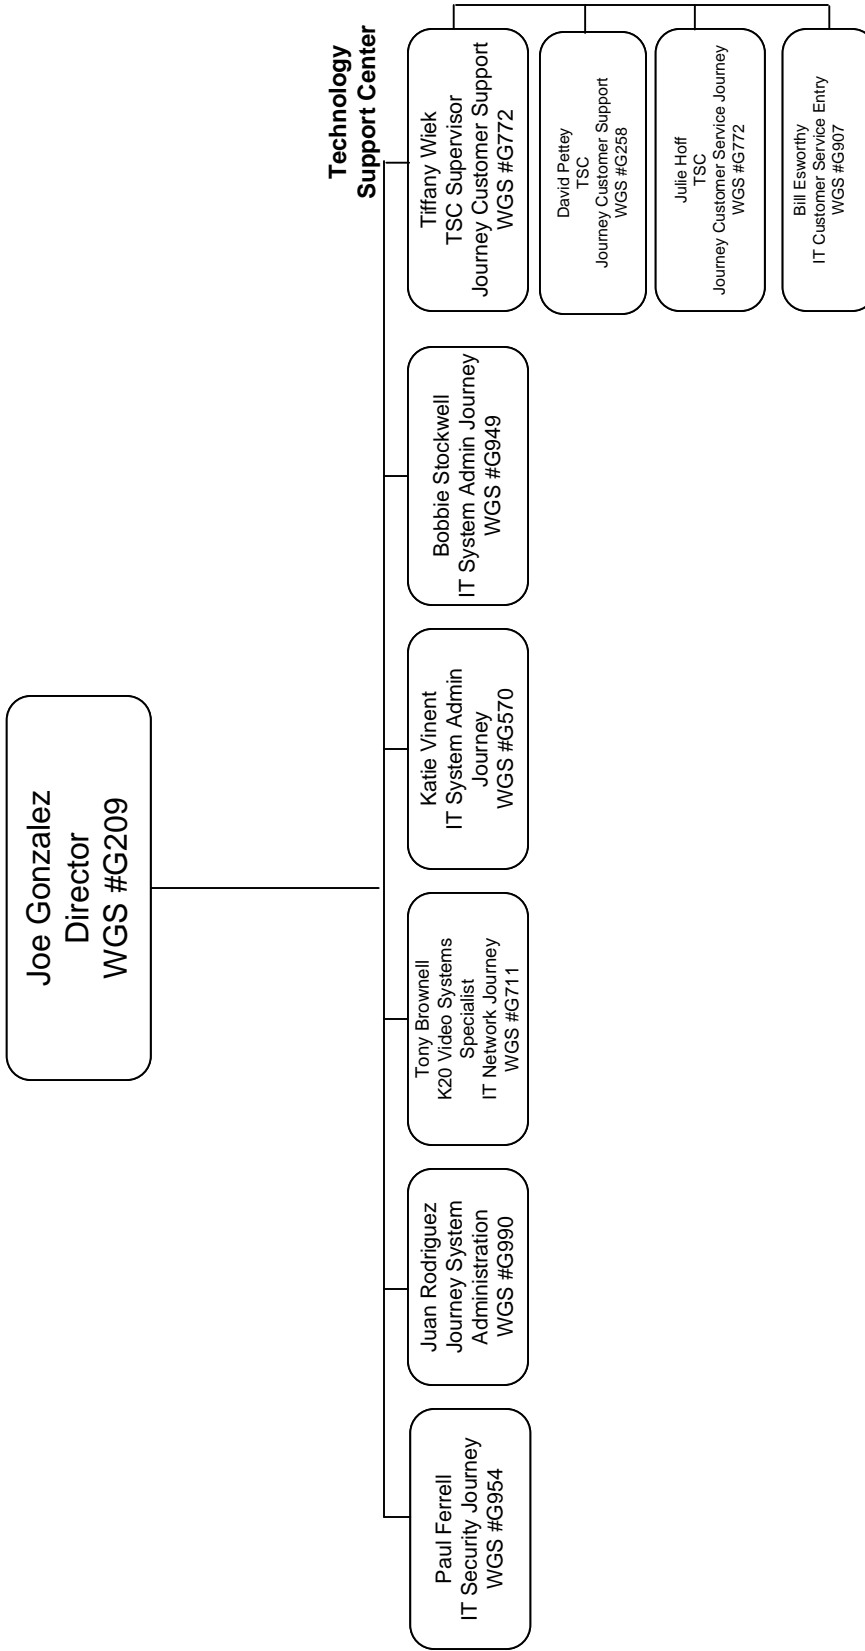 Joe Gonzalez
Director
WGS #G209
Paul Ferrell
IT Security Journey
WGS #G954
Juan Rodriguez
Journey System
Administration
WGS #G990
Tony Brownell
K20 Video Systems
Specialist
IT Network Journey
WGS #G711
Katie Vinent
IT System Admin
Journey
WGS #G570
Bobbie Stockwell
IT System Admin Journey
WGS #G949
Technology
Support Center
Tiffany Wiek
TSC Supervisor
Journey Customer Support
WGS #G772
David Pettey
TSC
Journey Customer Support
WGS #G258
Julie Hoff
TSC
Journey Customer Service Journey
WGS #G772
Bill Esworthy
IT Customer Service Entry
WGS #G907